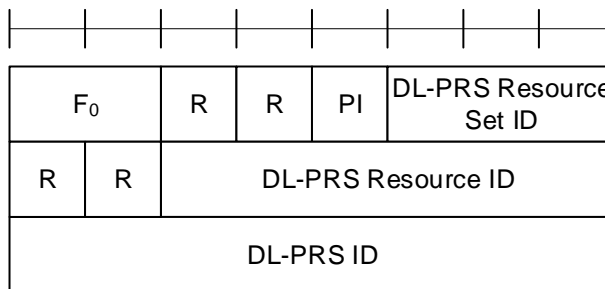 F₀ R R PI DL-PRS Resource
Set ID
R R DL-PRS Resource ID
DL-PRS ID